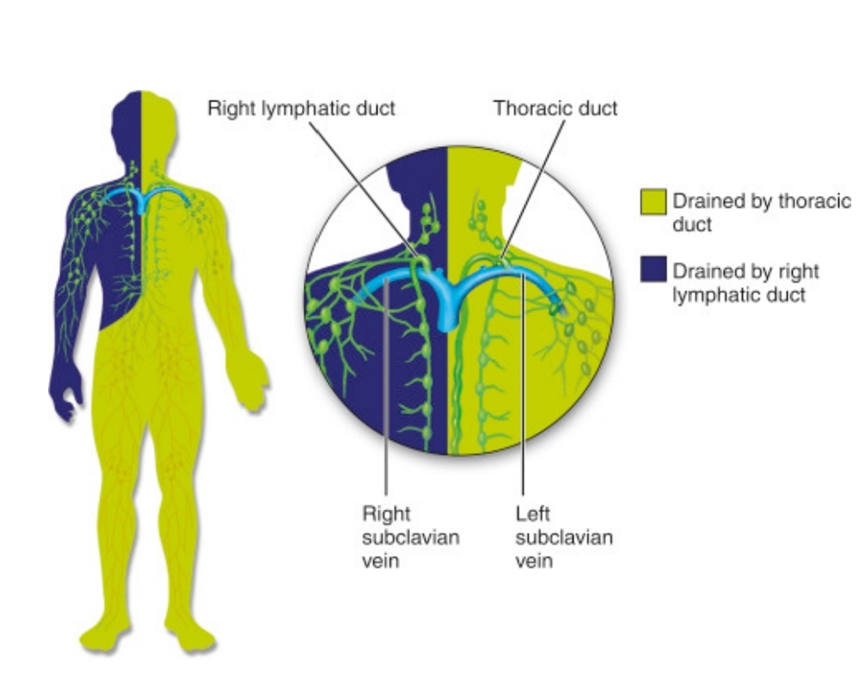 Right lymphatic duct
Thoracic duct
Drained by thoracic
duct
Drained by right
lymphatic duct
Right
subclavian
vein
Left
subclavian
vein